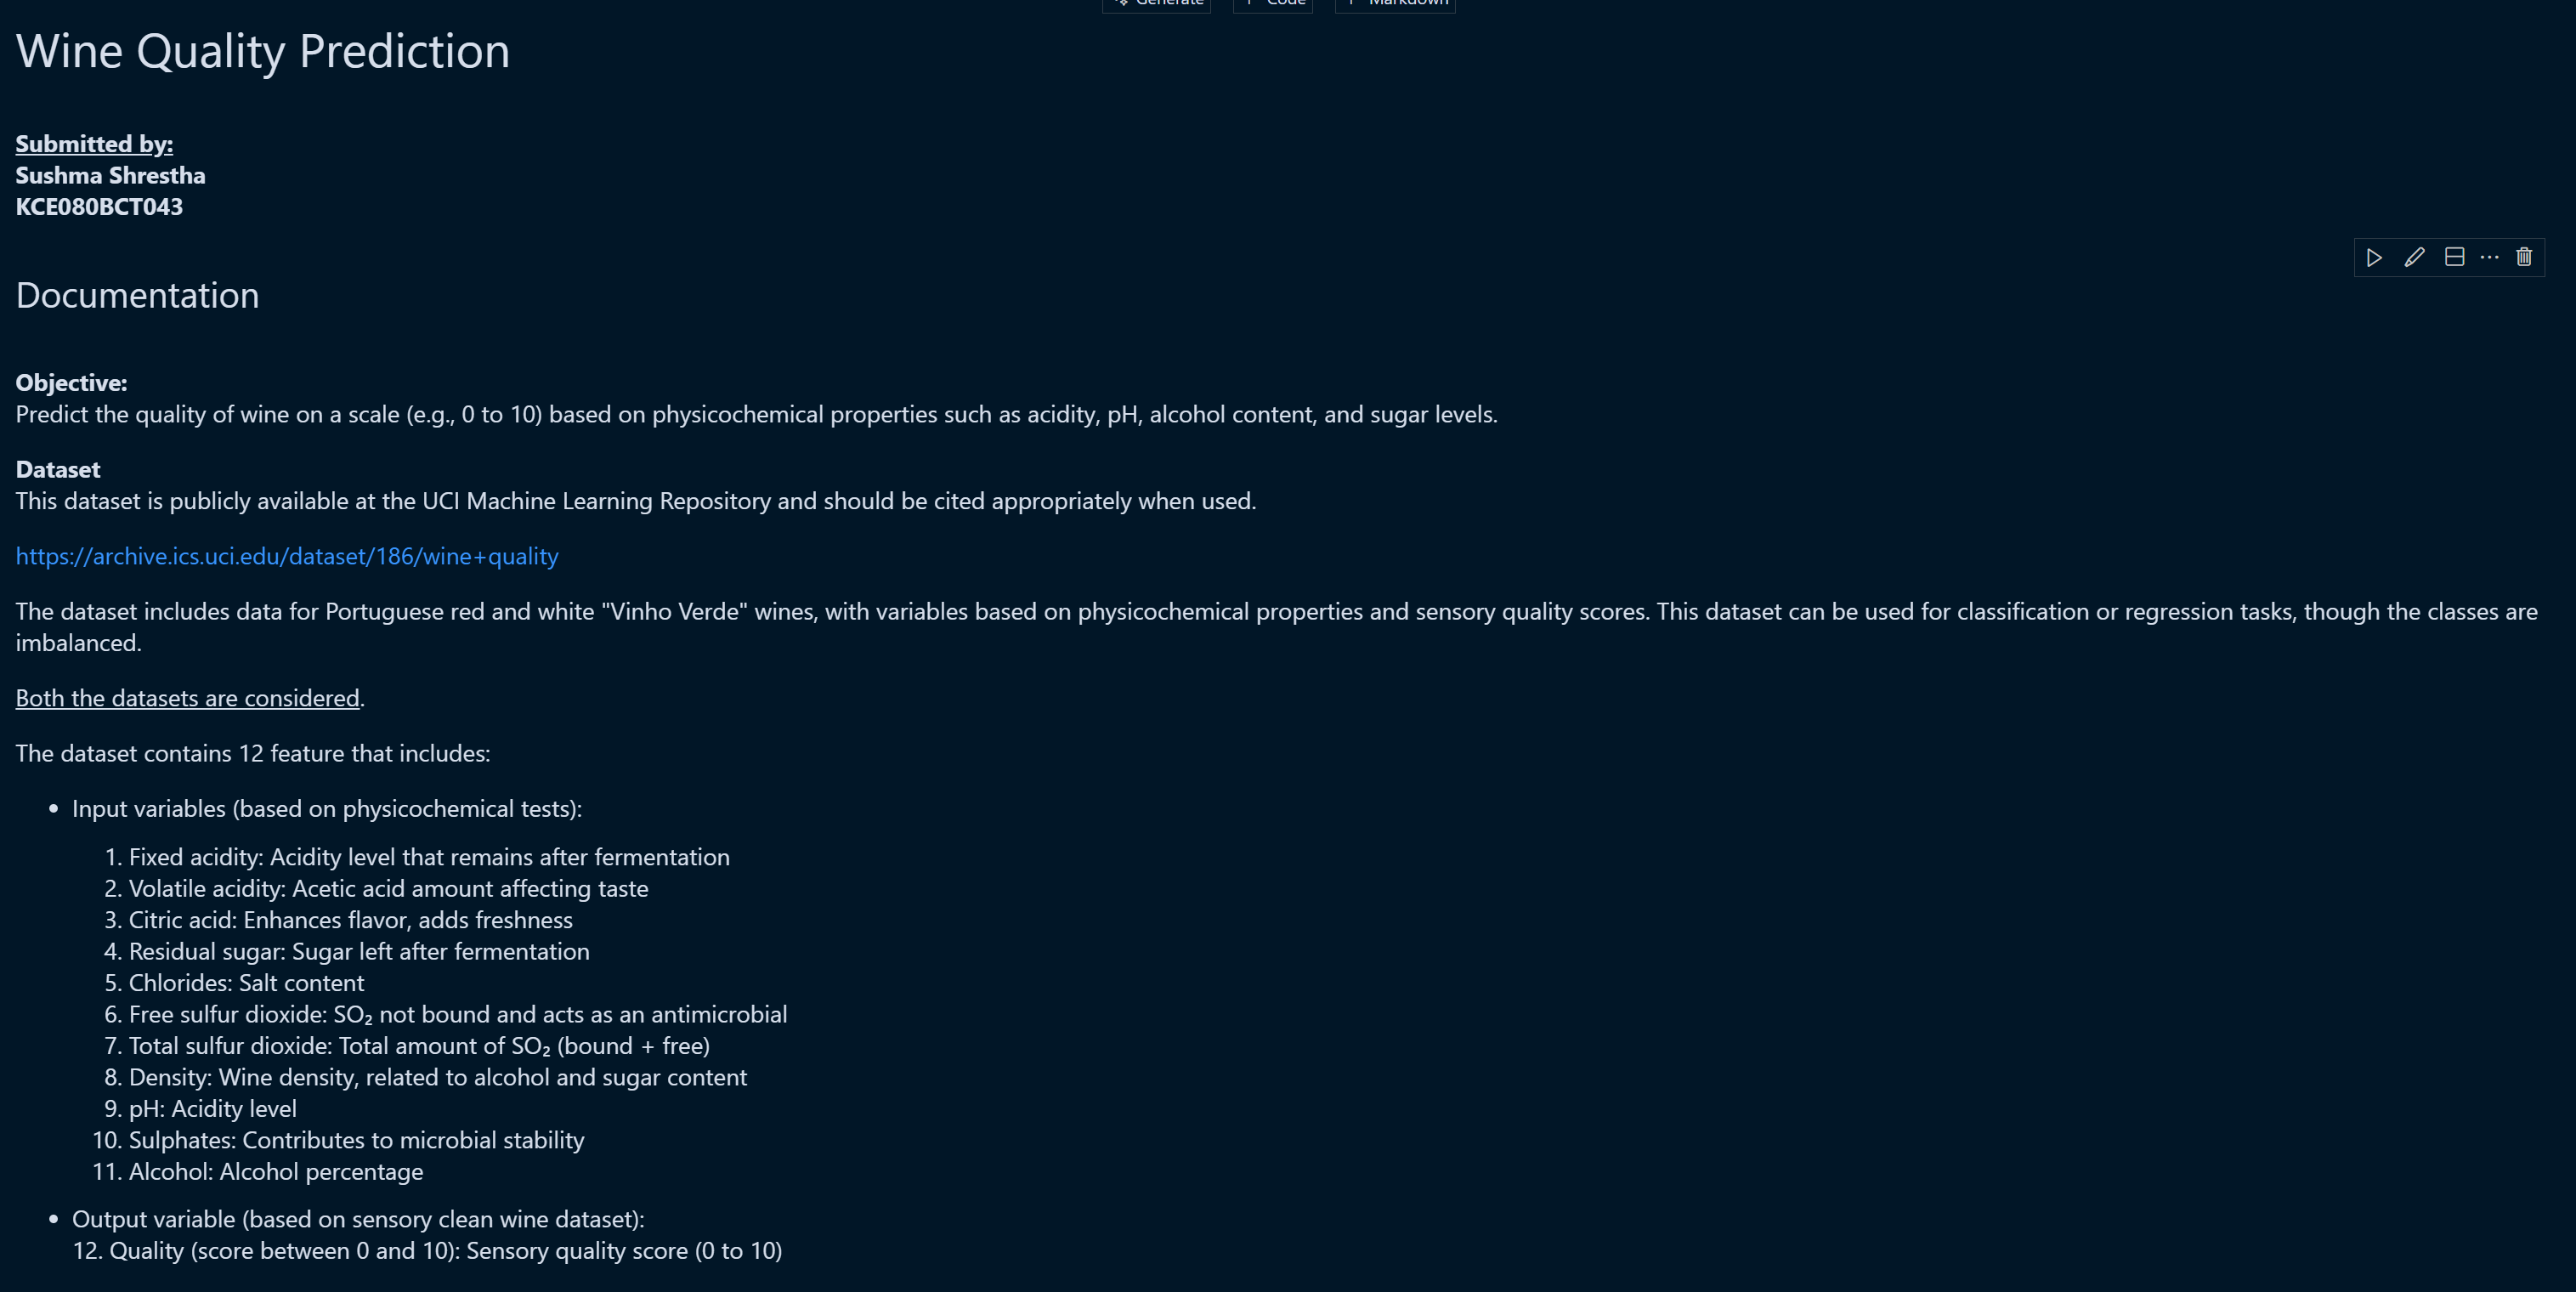 Generate + Code + Markdown
Wine Quality Prediction
Submitted by:
Sushma Shrestha
KCE080BCT043
Documentation
Objective:
Predict the quality of wine on a scale (e.g., 0 to 10) based on physicochemical properties such as acidity, pH, alcohol content, and sugar levels.
Dataset
This dataset is publicly available at the UCI Machine Learning Repository and should be cited appropriately when used.
https://archive.ics.uci.edu/dataset/186/wine+quality
The dataset includes data for Portuguese red and white "Vinho Verde" wines, with variables based on physicochemical properties and sensory quality scores. This dataset can be used for classification or regression tasks, though the classes are
imbalanced.
Both the datasets are considered.
The dataset contains 12 feature that includes:
• Input variables (based on physicochemical tests):
1. Fixed acidity: Acidity level that remains after fermentation
2. Volatile acidity: Acetic acid amount affecting taste
3. Citric acid: Enhances flavor, adds freshness
4. Residual sugar: Sugar left after fermentation
5. Chlorides: Salt content
6. Free sulfur dioxide: SO₂ not bound and acts as an antimicrobial
7. Total sulfur dioxide: Total amount of SO₂ (bound + free)
8. Density: Wine density, related to alcohol and sugar content
9. pH: Acidity level
10. Sulphates: Contributes to microbial stability
11. Alcohol: Alcohol percentage
• Output variable (based on sensory clean wine dataset):
12. Quality (score between 0 and 10): Sensory quality score (0 to 10)